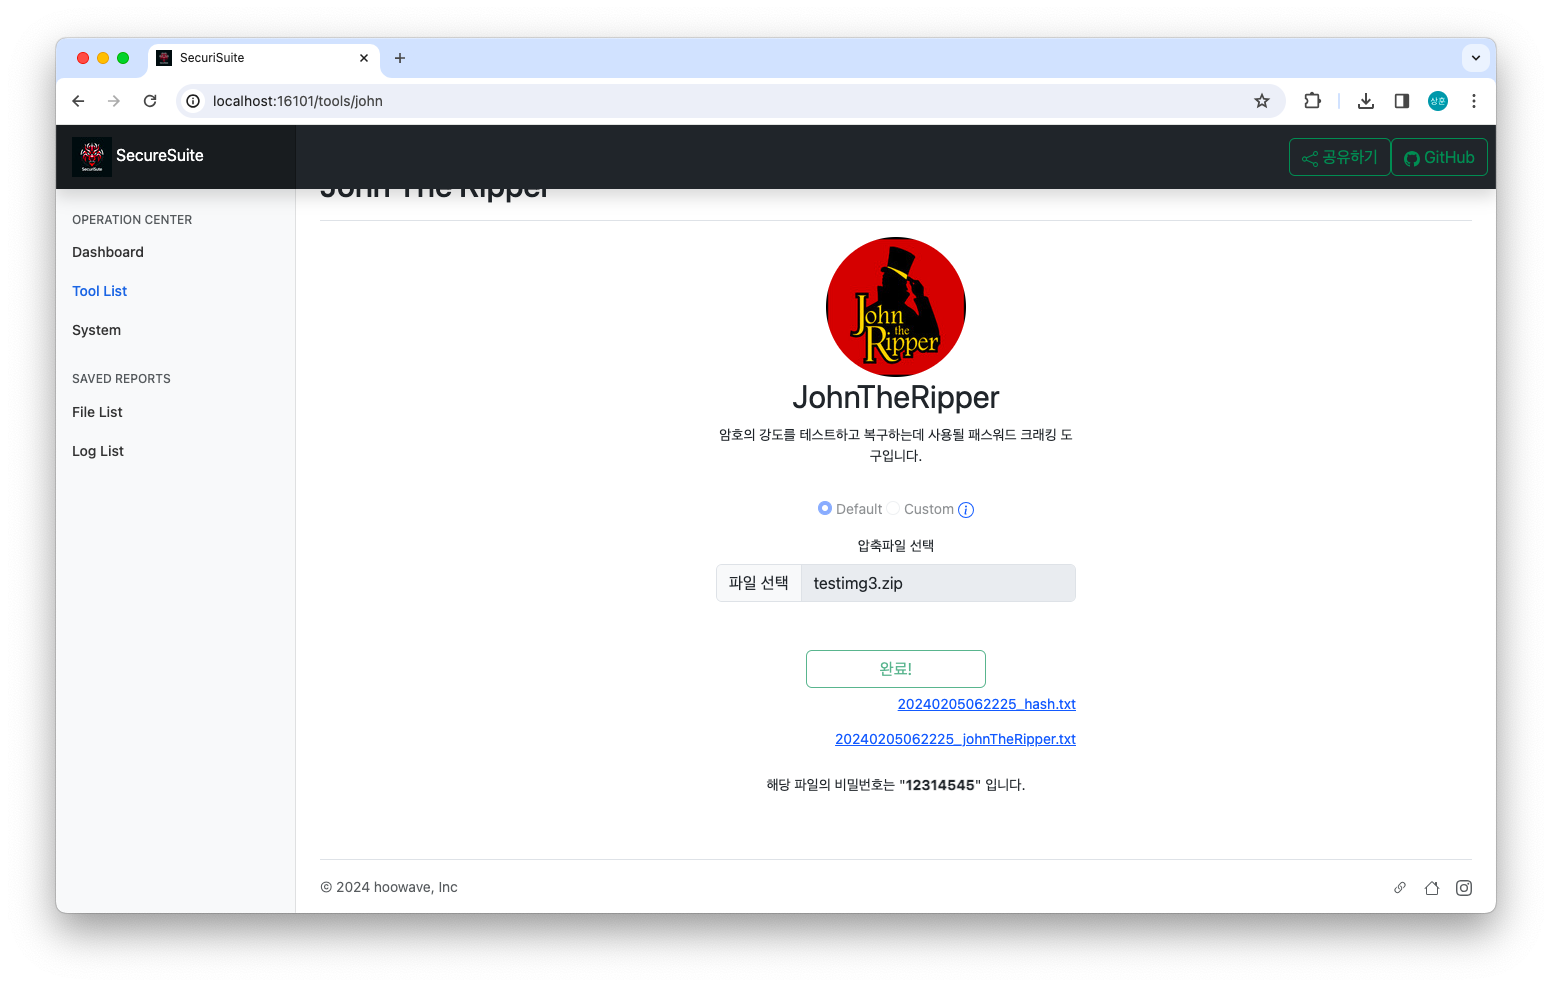 SecuriSuite
localhost:16101/tools/john
상훈
SecuriSuite
SecureSuite
공유하기
GitHub
John The Ripper
OPERATION CENTER
Dashboard
Tool List
System
SAVED REPORTS
File List
Log List
John
the
Ripper
JohnTheRipper
암호의 강도를 테스트하고 복구하는데 사용될 패스워드 크래킹 도
구입니다.
Default Custom
압축파일 선택
파일 선택 testimg3.zip
완료!
20240205062225_hash.txt
20240205062225_johnTheRipper.txt
해당 파일의 비밀번호는 "12314545" 입니다.
© 2024 hoowave, Inc